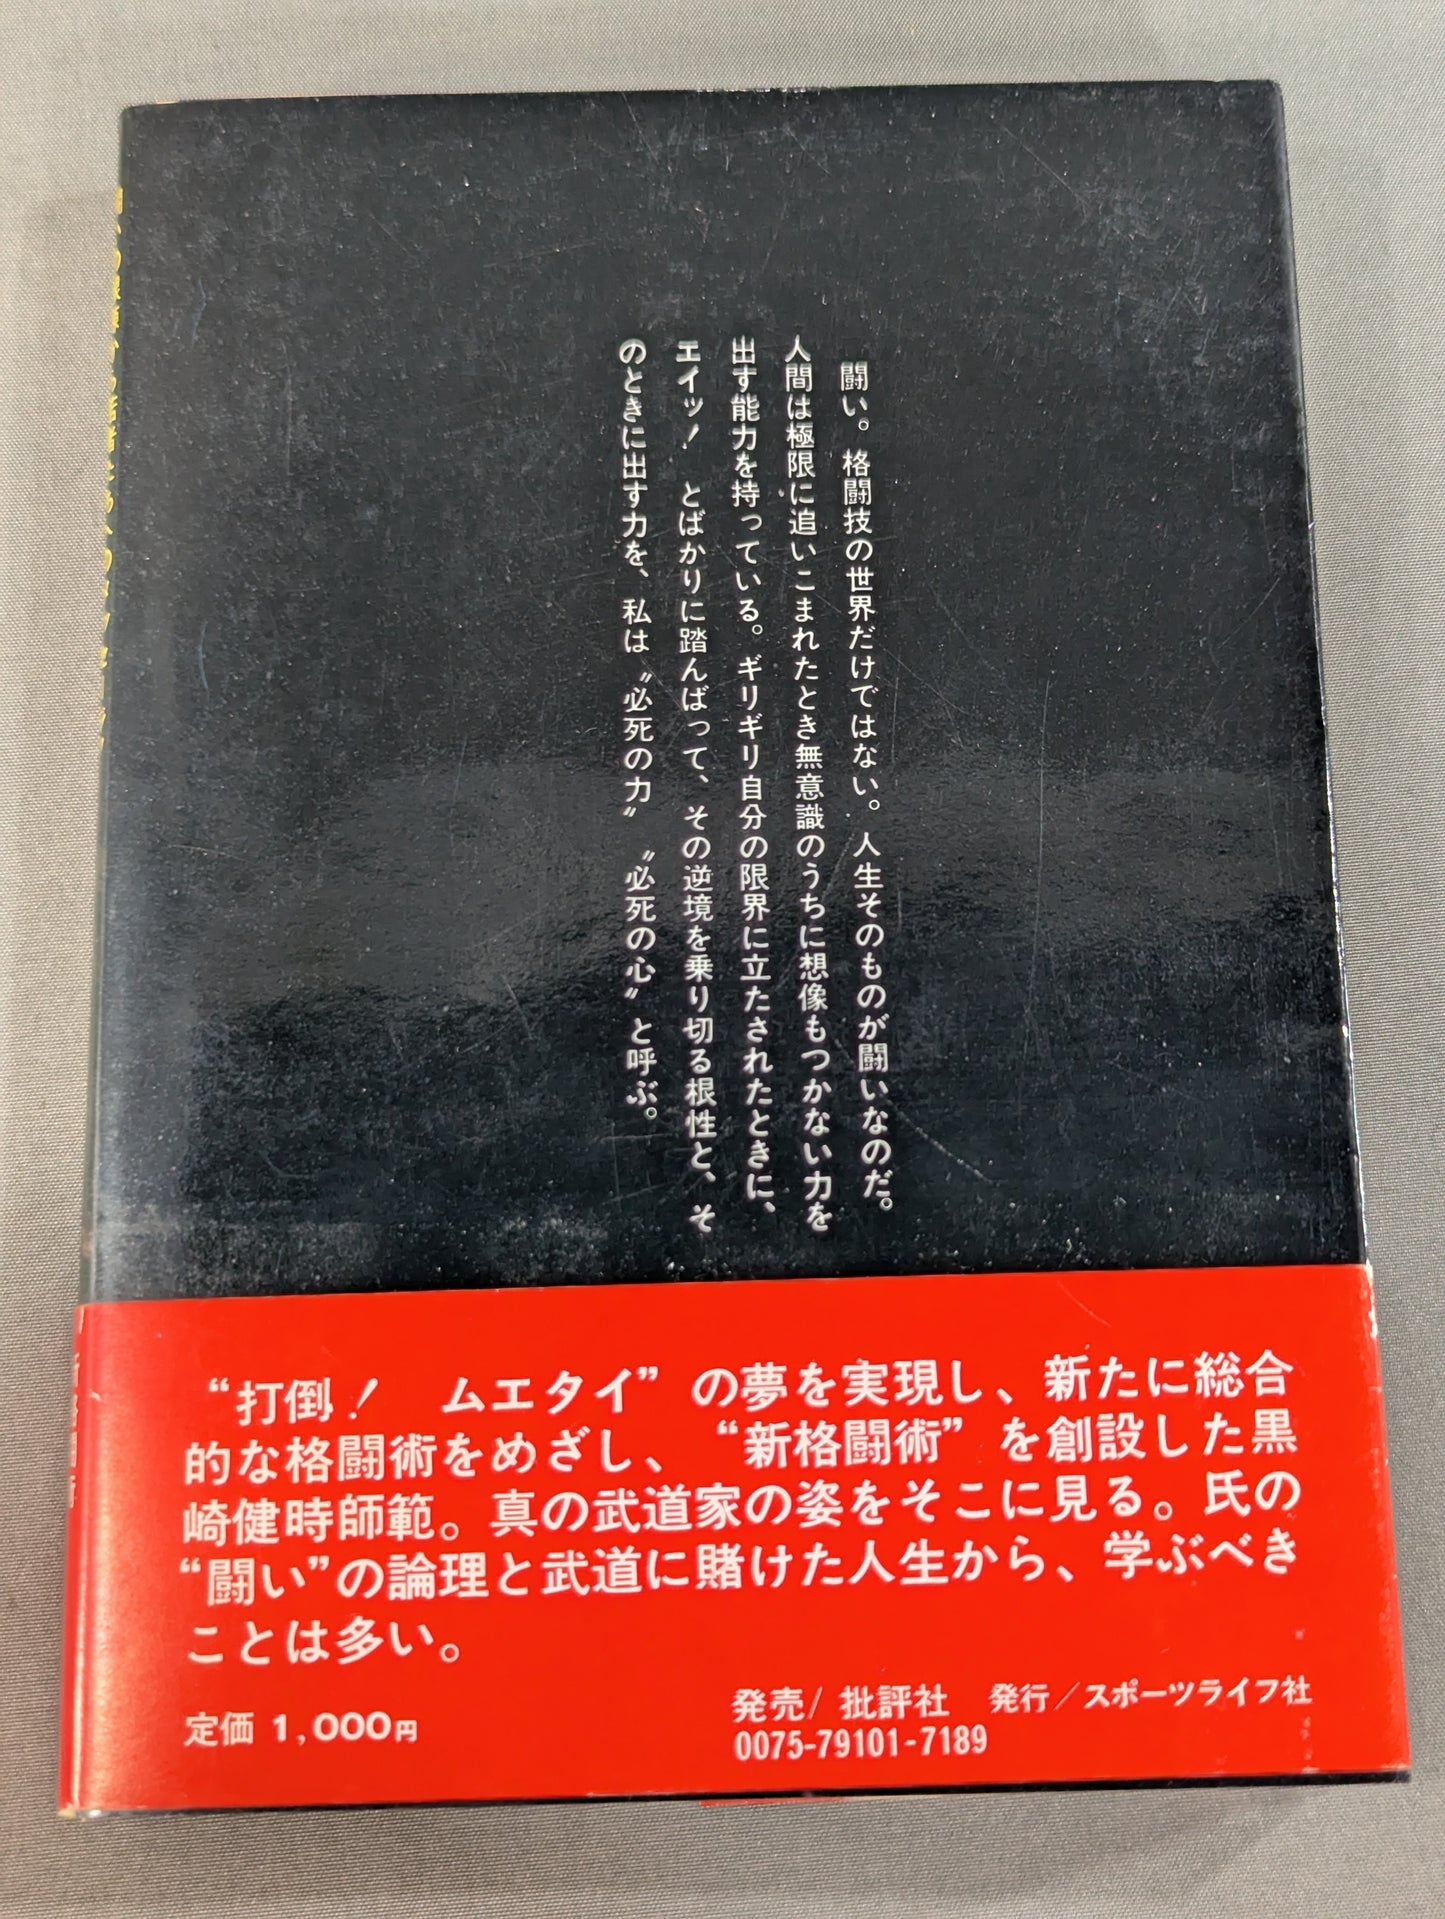 闘い。格闘技の世界だけではない。人生そのものが闘いなのだ。
人間は極限に追いこまれたとき無意識のうちに想像もつかない力を
出す能力を持っている。ギリギリ自分の限界に立たされたときに、
エイッ！　とばかりに踏んばって、その逆境を乗り切る根性と、そ
のときに出す力を、私は〝必死の力〟〝必死の心〟と呼ぶ。
“打倒！　ムエタイ”の夢を実現し、新たに総合
的な格闘術をめざし、“新格闘術”を創設した黒
崎健時師範。真の武道家の姿をそこに見る。氏の
“闘い”の論理と武道に賭けた人生から、学ぶべき
ことは多い。
定価 1,000円
発売/ 批評社　発行／スポーツライフ社
0075-79101-7189